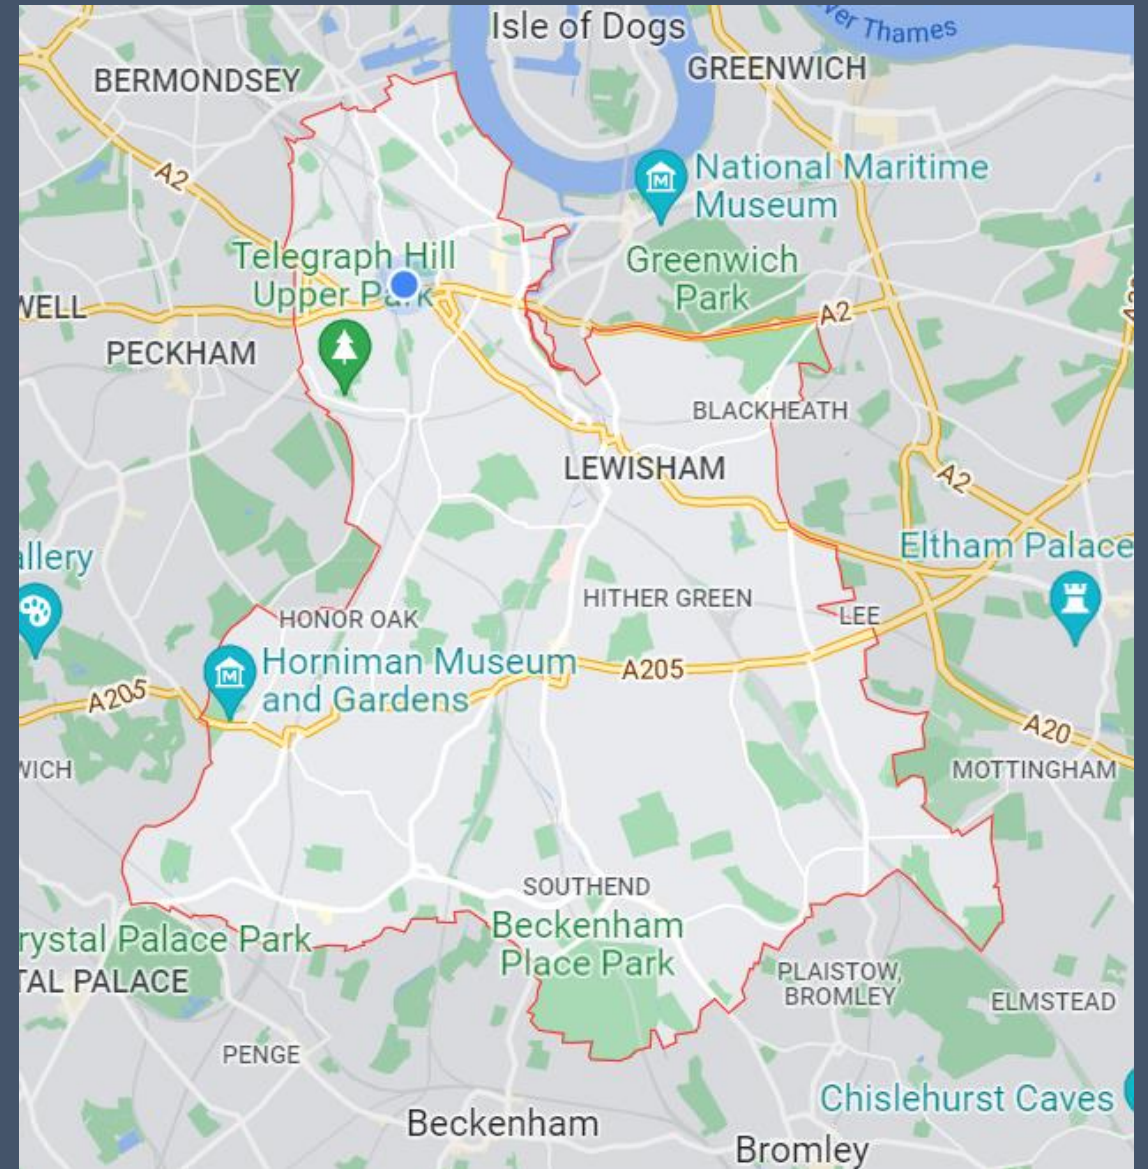 Isle of Dogs
ver Thames
BERMONDSEY
GREENWICH
A2
National Maritime
Museum
Telegraph Hill
Upper Park
Greenwich
Park
WELL
A2
PECKHAM
BLACKHEATH
LEWISHAM
A2
allery
Eltham Palace
HITHER GREEN
HONOR OAK
LEE
Horniman Museum
and Gardens
A205
A205
A20
WICH
MOTTINGHAM
SOUTHEND
Beckenham
Place Park
rystal Palace Park
TAL PALACE
PLAISTOW,
BROMLEY
ELMSTEAD
PENGE
Chislehurst Caves
Beckenham
Bromley